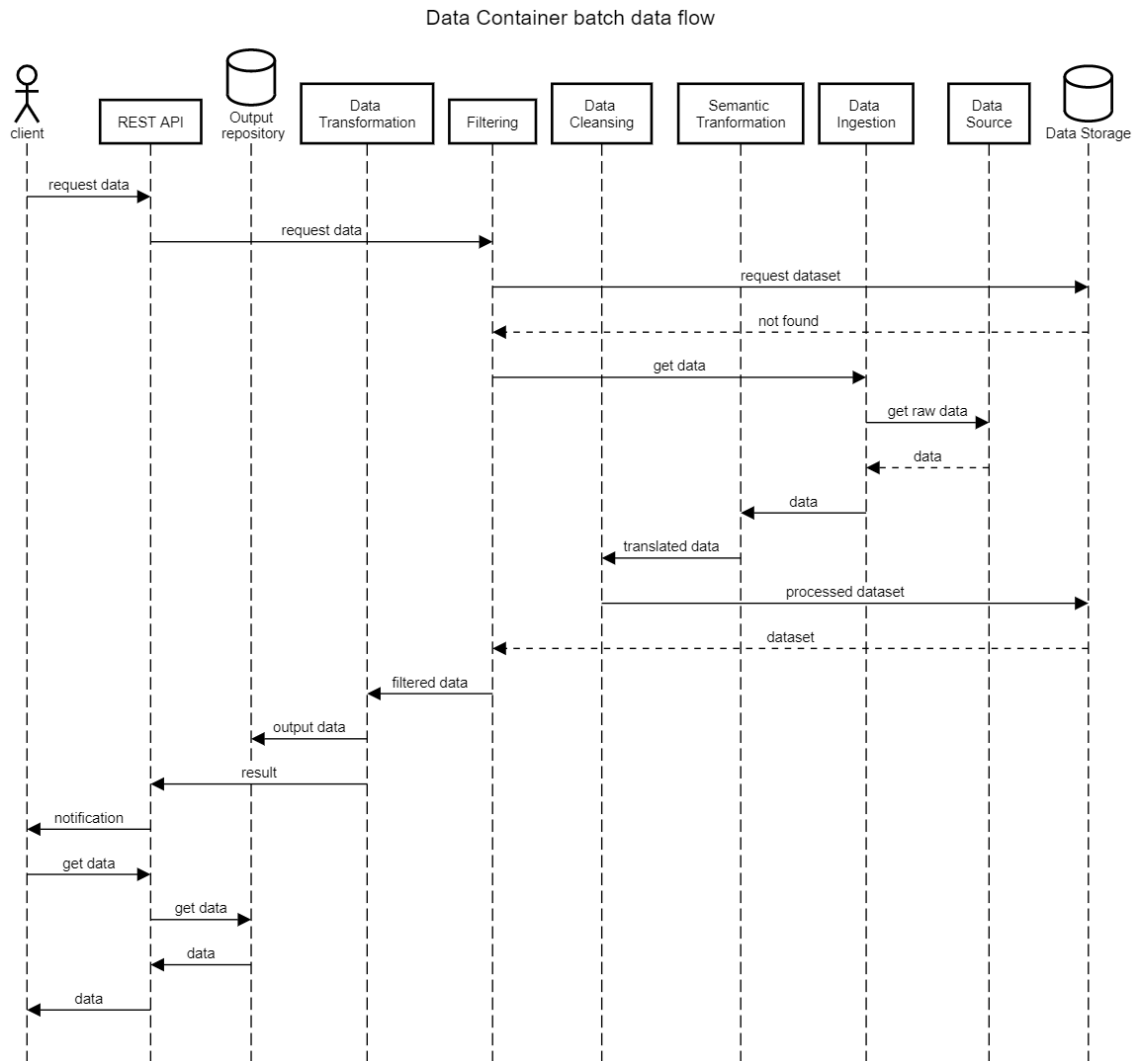 Data Container batch data flow
client
REST API
Output
repository
Data
Transformation
Filtering
Data
Cleansing
Semantic
Tranformation
Data
Ingestion
Data
Source
Data Storage
request data
request data
request dataset
not found
get data
get raw data
data
data
translated data
processed dataset
dataset
filtered data
output data
result
notification
get data
get data
data
data